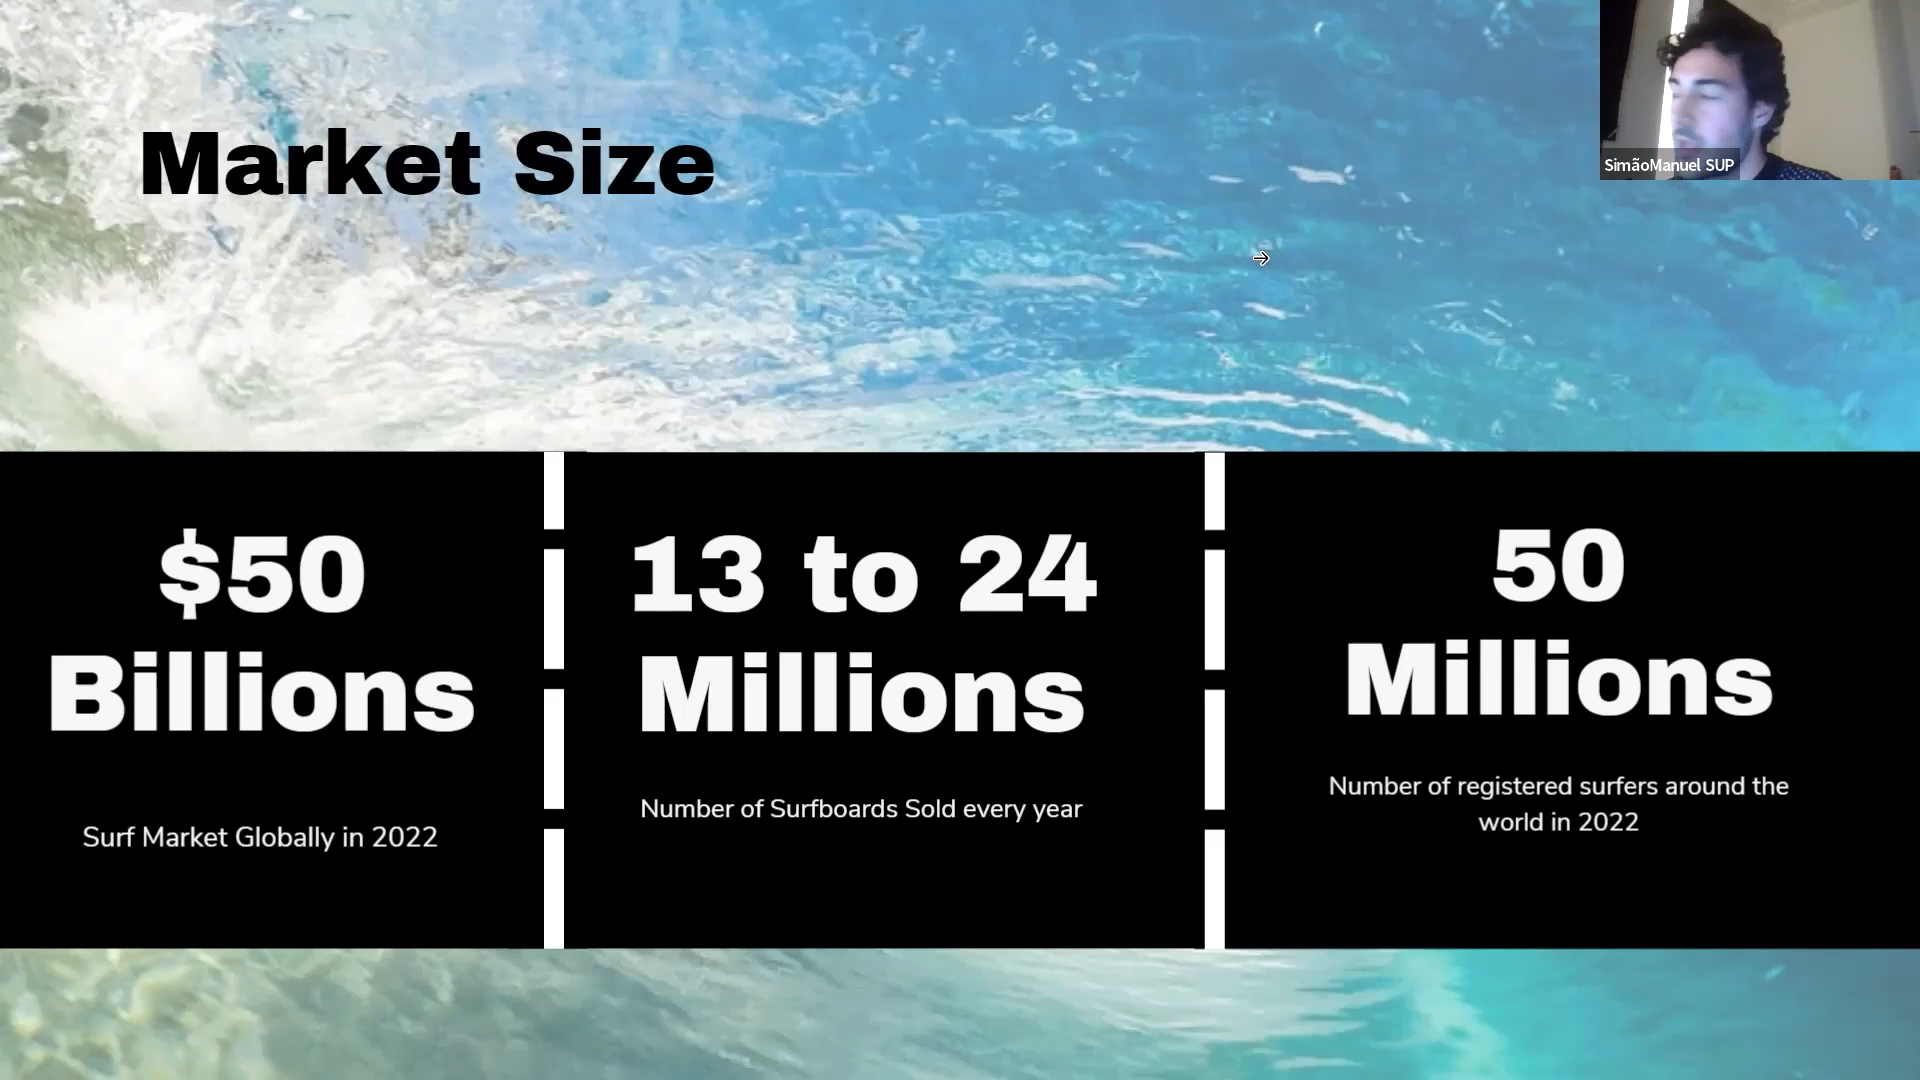 Market Size
SimãoManuel SUP
$50
Billions
Surf Market Globally in 2022
13 to 24
Millions
Number of Surfboards Sold every year
50
Millions
Number of registered surfers around the
world in 2022